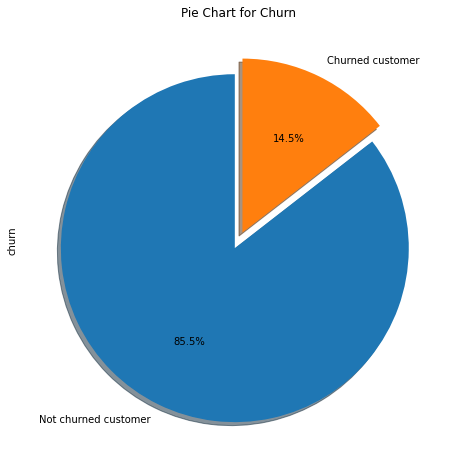 Pie Chart for Churn
Churned customer
14.5%
churn
85.5%
Not churned customer